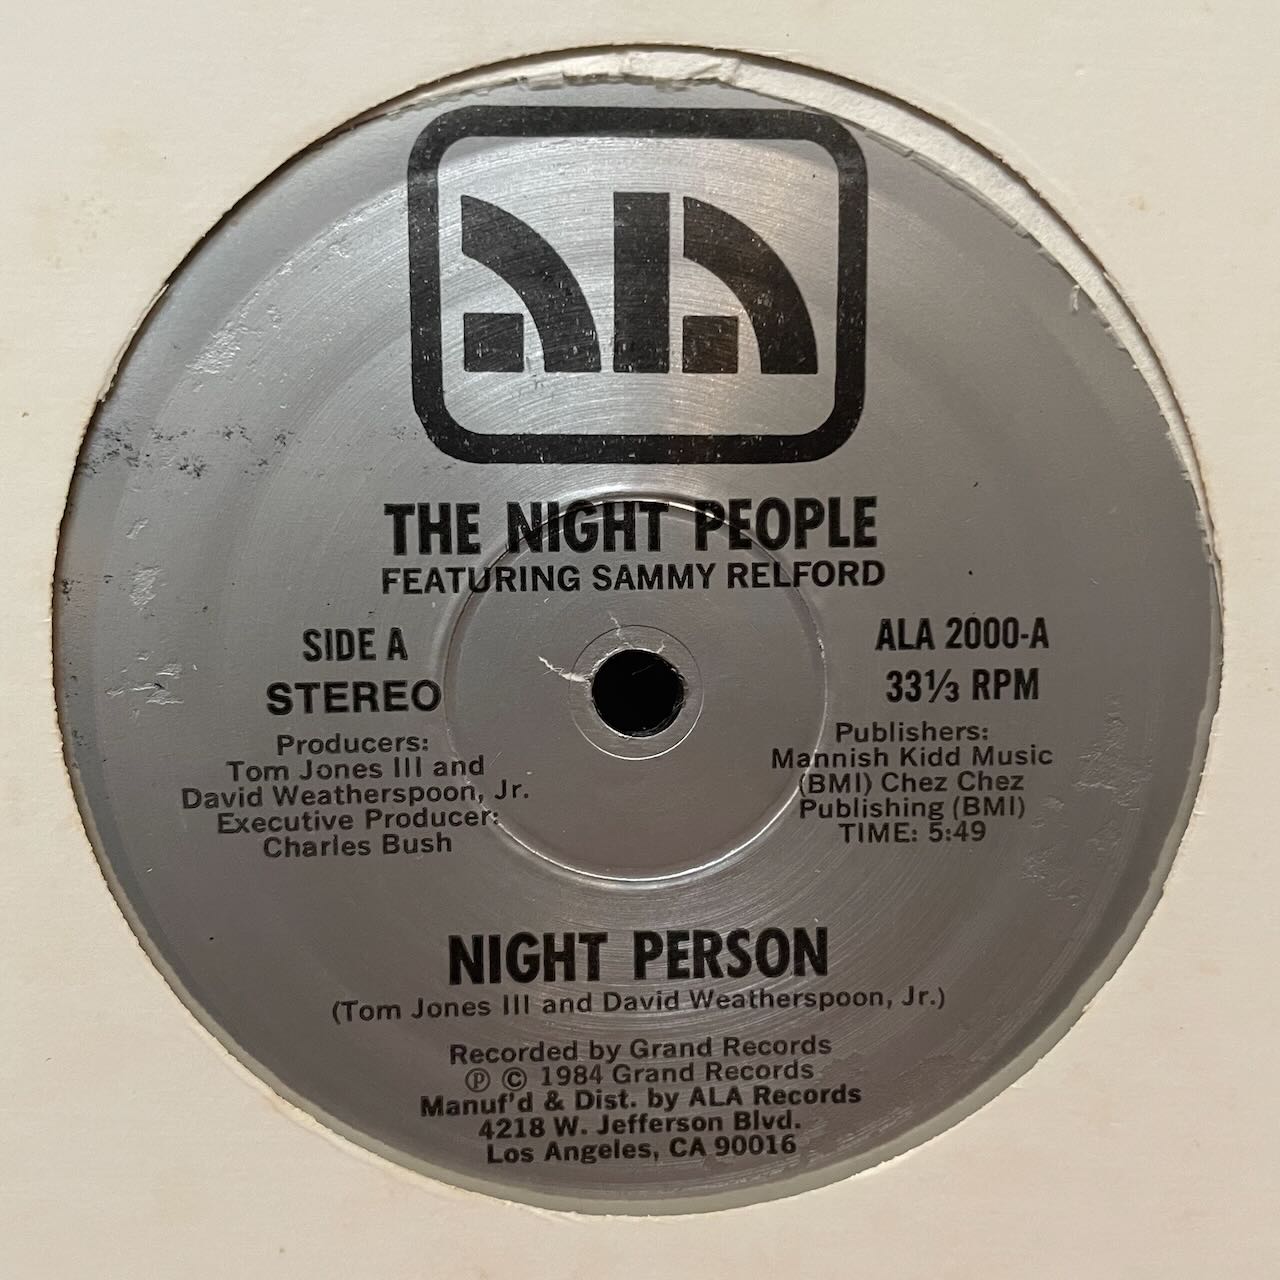 ala
THE NIGHT PEOPLE
FEATURING SAMMY RELFORD
SIDE A
STEREO
Producers:
Tom Jones III and
David Weatherspoon, Jr.
Executive Producer:
Charles Bush
ALA 2000-A
33⅓ RPM
Publishers:
Mannish Kidd Music
(BMI) Chez Chez
Publishing (BMI)
TIME: 5:49
NIGHT PERSON
(Tom Jones III and David Weatherspoon, Jr.)
Recorded by Grand Records
℗ © 1984 Grand Records
Manuf'd & Dist. by ALA Records
4218 W. Jefferson Blvd.
Los Angeles, CA 90016